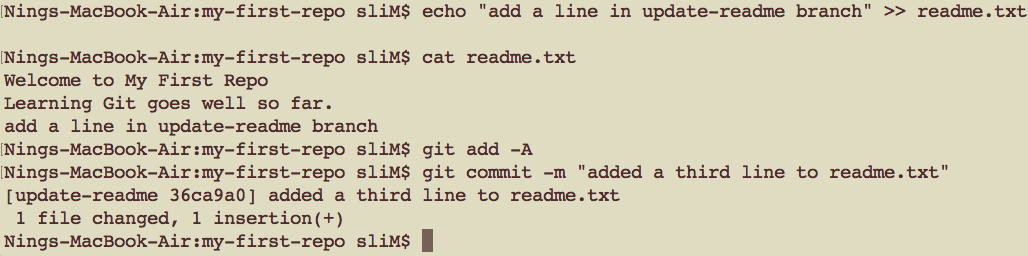 Nings-MacBook-Air:my-first-repo sliM$ echo "add a line in update-readme branch" >> readme.txt
Nings-MacBook-Air:my-first-repo sliM$ cat readme.txt
Welcome to My First Repo
Learning Git goes well so far.
add a line in update-readme branch
Nings-MacBook-Air:my-first-repo sliM$ git add -A
Nings-MacBook-Air:my-first-repo sliM$ git commit -m "added a third line to readme.txt"
[update-readme 36ca9a0] added a third line to readme.txt
 1 file changed, 1 insertion(+)
Nings-MacBook-Air:my-first-repo sliM$